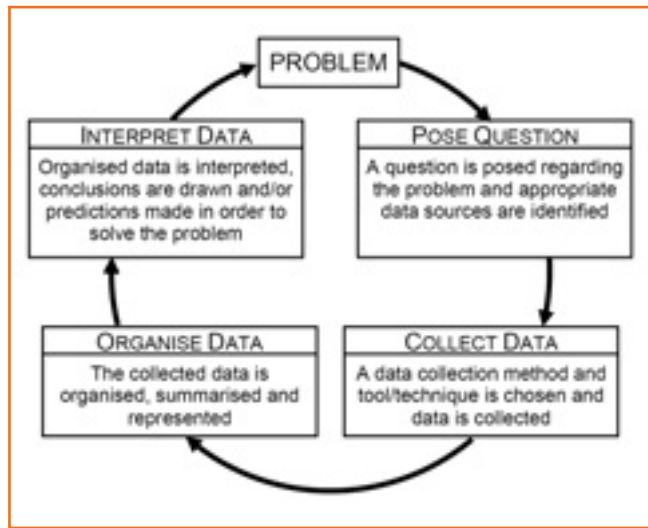 PROBLEM
POSE QUESTION
A question is posed regarding
the problem and appropriate
data sources are identified
COLLECT DATA
A data collection method and
tool/technique is chosen and
data is collected
ORGANISE DATA
The collected data is
organised, summarised and
represented
INTERPRET DATA
Organised data is interpreted,
conclusions are drawn and/or
predictions made in order to
solve the problem